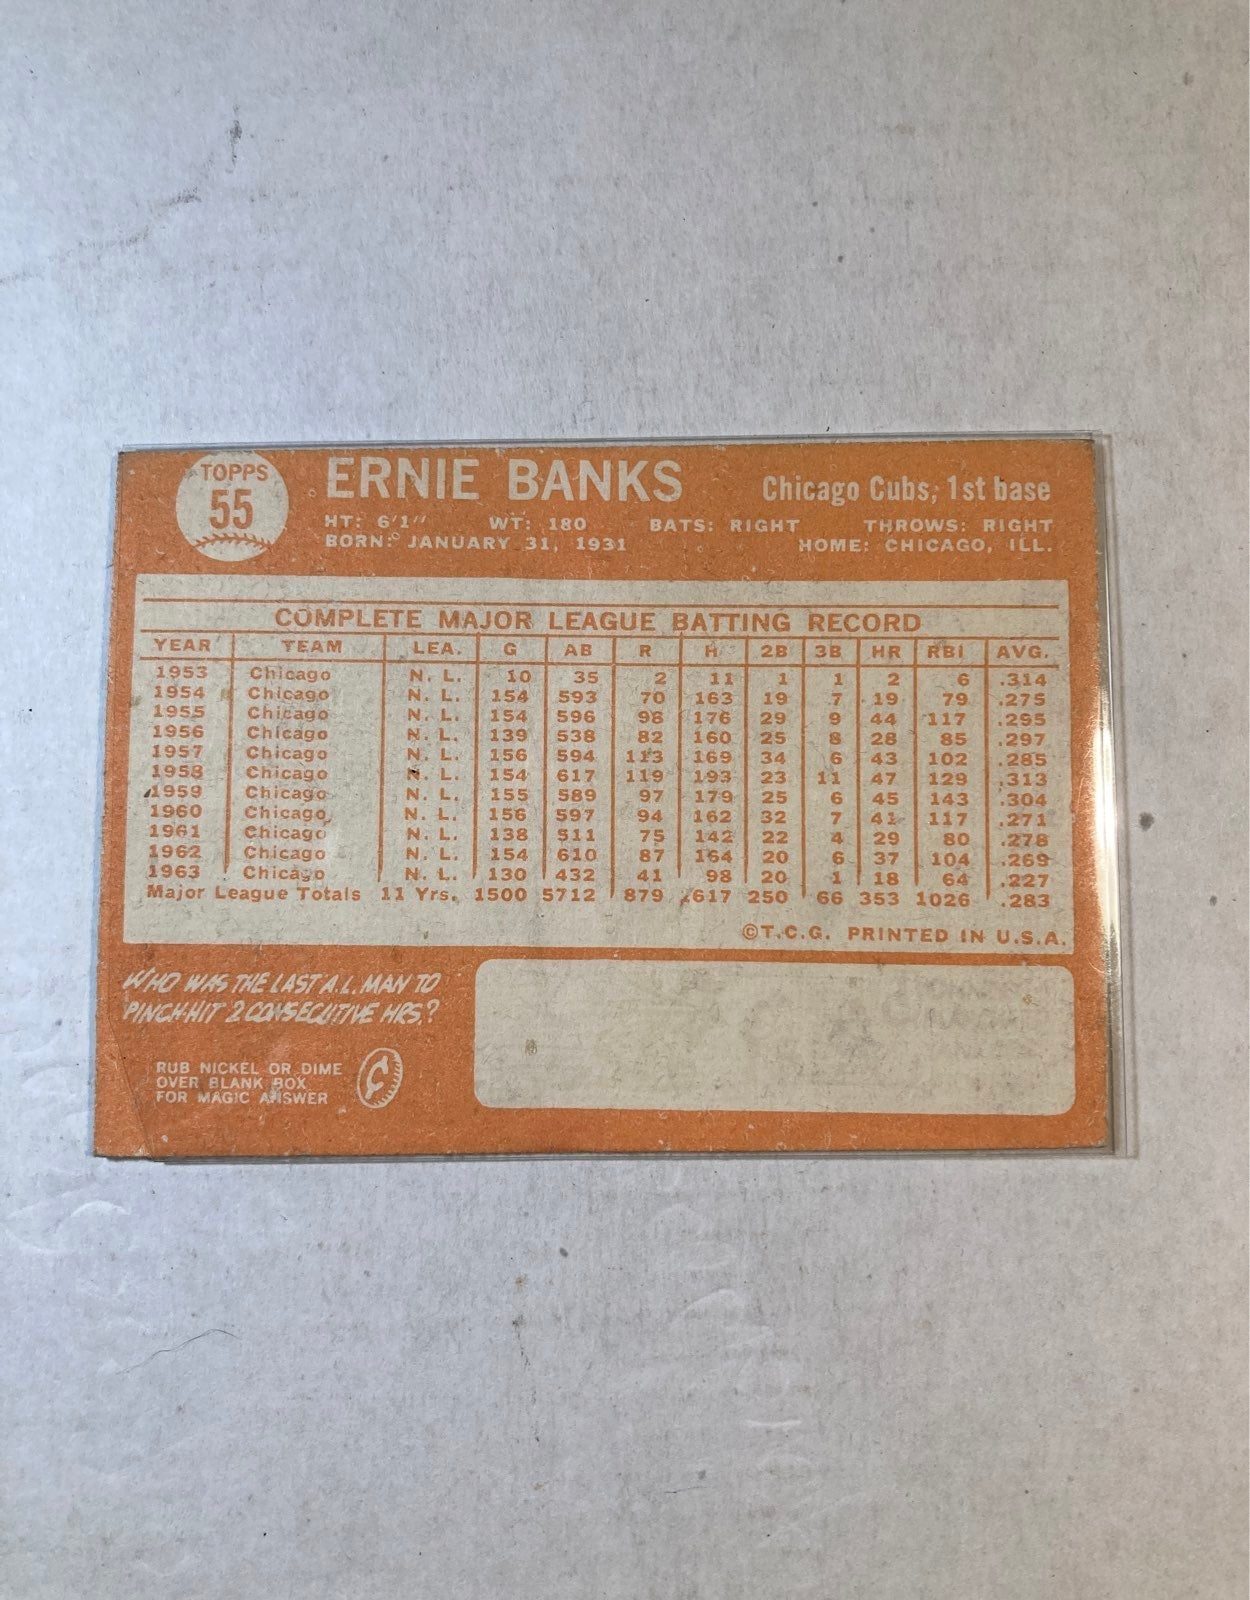 TOPPS
55
ERNIE BANKS
Chicago Cubs, 1st base
HT: 6'1" WT: 180 BATS: RIGHT THROWS: RIGHT
BORN: JANUARY 31, 1931 HOME: CHICAGO, ILL.
COMPLETE MAJOR LEAGUE BATTING RECORD
YEAR TEAM LEA. G AB R H 2B 3B HR RBI AVG.
1953 Chicago N. L. 10 35 2 11 1 1 2 6 .314
1954 Chicago N. L. 154 593 70 163 19 7 19 79 .275
1955 Chicago N. L. 154 596 98 176 29 9 44 117 .295
1956 Chicago N. L. 139 538 82 160 25 8 28 85 .297
1957 Chicago N. L. 156 594 113 169 34 6 43 102 .285
1958 Chicago N. L. 154 617 119 193 23 11 47 129 .313
1959 Chicago N. L. 155 589 97 179 25 6 45 143 .304
1960 Chicago N. L. 156 597 94 162 32 7 41 117 .271
1961 Chicago N. L. 138 511 75 142 22 4 29 80 .278
1962 Chicago N. L. 154 610 87 164 20 6 37 104 .269
1963 Chicago N. L. 130 432 41 98 20 1 18 64 .227
Major League Totals 11 Yrs. 1500 5712 879 1617 250 66 353 1026 .283
©T.C.G. PRINTED IN U.S.A.
WHO WAS THE LAST A.L. MAN TO
PINCH-HIT 2 CONSECUTIVE HRS.?
RUB NICKEL OR DIME
OVER BLANK BOX
FOR MAGIC ANSWER
¢